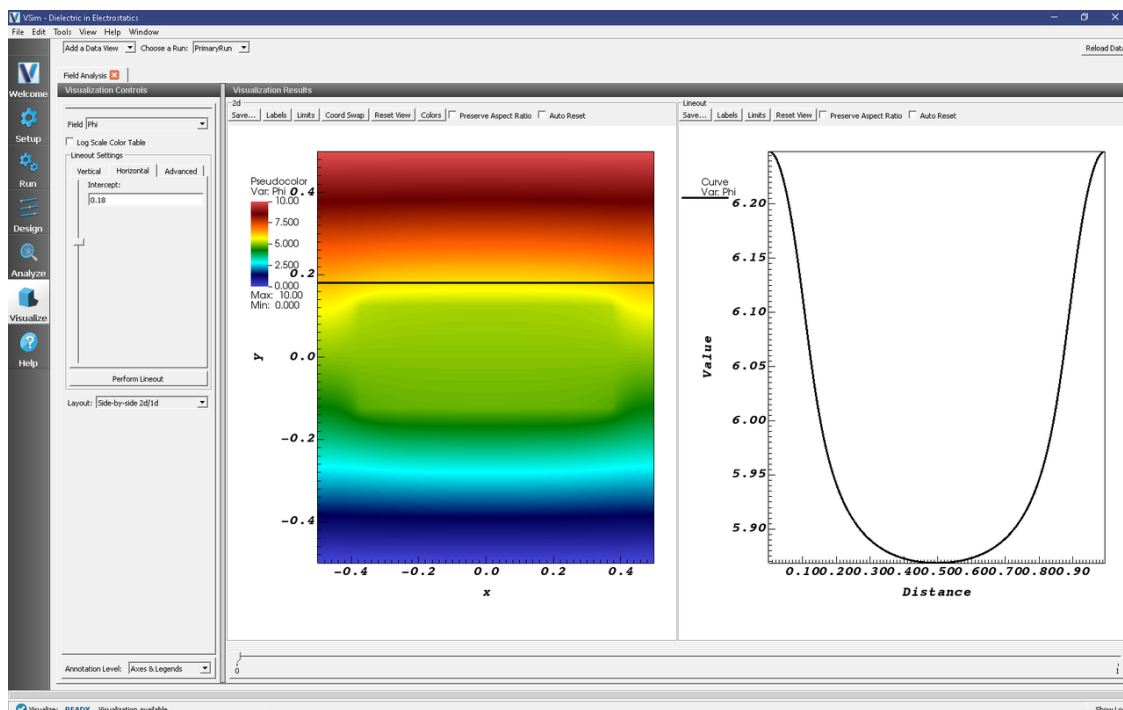 VSim - Dielectric in Electrostatics
File Edit Tools View Help Window
Add a Data View Choose a Run: PrimaryRun
Reload Data
Welcome
Setup
Run
Design
Analyze
Visualize
Help
Field Analysis
Visualization Controls
Field Phi
Log Scale Color Table
Lineout Settings
Vertical Horizontal Advanced
Intercept:
0.18
Perform Lineout
Layout: Side-by-side 2d/1d
Annotation Level: Axes & Legends
Visualization Results
2d
Save... Labels Limits Coord Swap Reset View Colors Preserve Aspect Ratio Auto Reset
Pseudocolor
Var: Phi
10.00
7.500
5.000
2.500
0.000
Max: 10.00
Min: 0.000
0.4
0.2
0.0
-0.2
-0.4
y
-0.4 -0.2 0.0 0.2 0.4
x
Lineout
Save... Labels Limits Reset View Preserve Aspect Ratio Auto Reset
Curve
Var: Phi
6.20
6.15
6.10
6.05
6.00
5.95
5.90
Value
0.100.200.300.400.500.600.700.800.90
Distance
0 1
Visualize: READY Visualization available
Show Lo